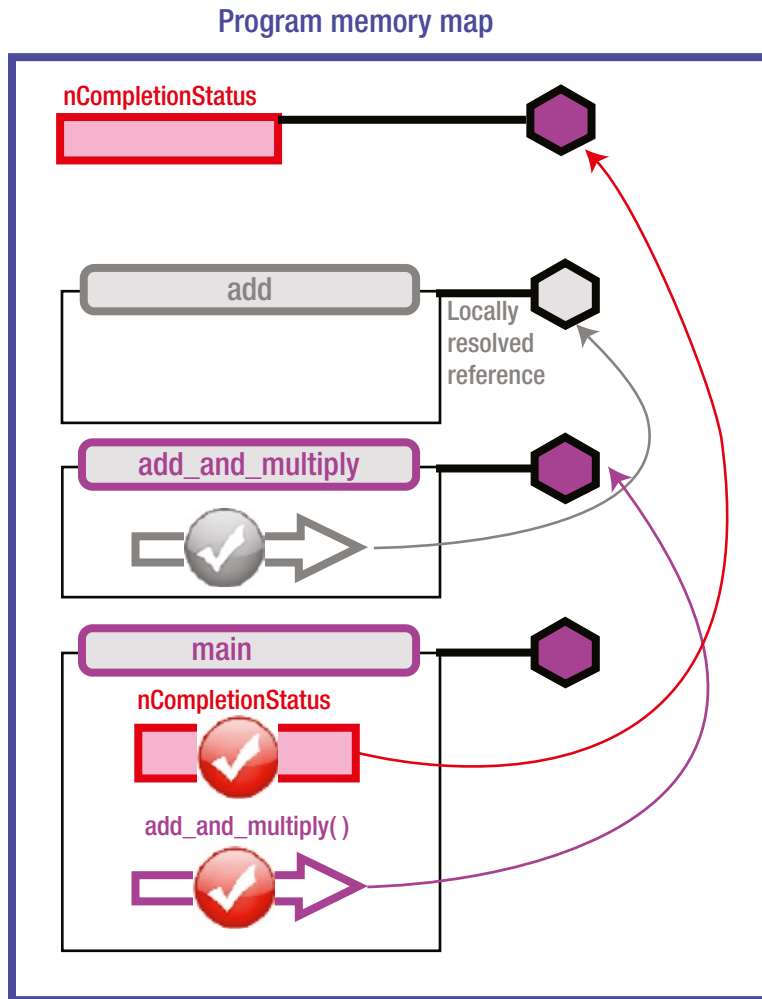 Program memory map
nCompletionStatus
add
Locally
resolved
reference
add_and_multiply
main
nCompletionStatus
add_and_multiply( )